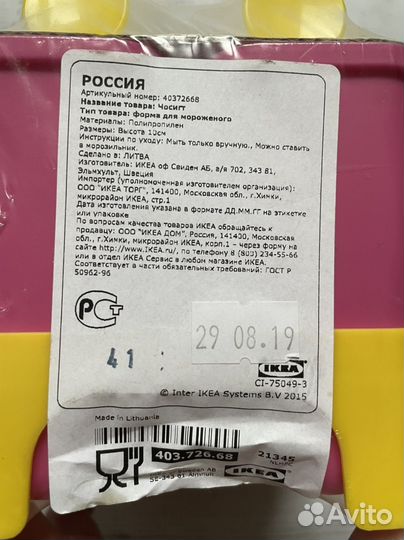 РОССИЯ
Артикульный номер: 40372668
Название товара: Чосигт
Тип товара: форма для мороженого
Материалы: Полипропилен
Размеры: Высота 10см
Инструкции по уходу: Мыть только вручную., Можно ставить
в морозильник.
Сделано в: ЛИТВА
Изготовитель: ИКЕА оф Свиден АБ, а/я 702, 343 81,
Эльмхульт, Швеция
Импортер (уполномоченная изготовителем организация):
ООО "ИКЕА ТОРГ", 141400, Московская обл., г.Химки,
микрорайон ИКЕА, стр.1
Дата изготовления указана в формате ДД.ММ.ГГ на этикетке
или упаковке
По вопросам качества товаров ИКЕА обращайтесь к
продавцу: ООО "ИКЕА ДОМ", Россия, 141400, Московская
обл., г.Химки, микрорайон ИКЕА, корп.1 - через форму на
сайте http://www.IKEA.ru, по телефону 8 (800) 234-55-66
или в отдел ИКЕА Сервис в любом магазине ИКЕА.
Соответствует в части обязательных требований: ГОСТ Р
50962-96
РСТ
29 08.19
41
IKEA
CI-75049-3
© Inter IKEA Systems B.V 2015
Made in Lithuania
403.726.68
21345
IKEA
Avito